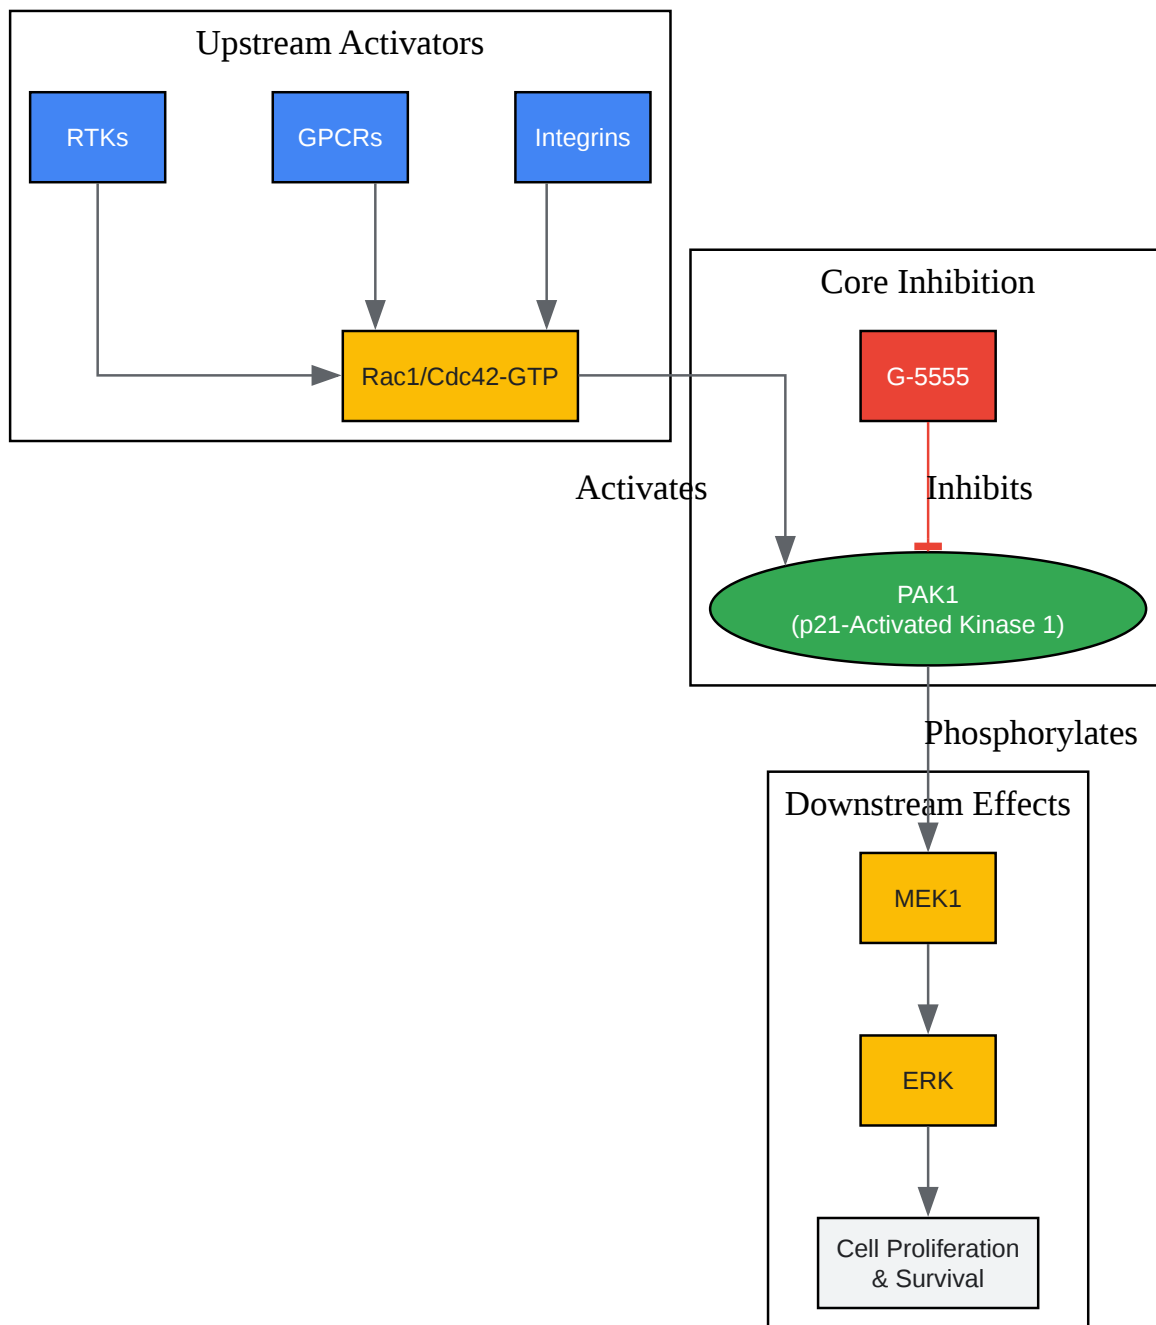 Upstream Activators
RTKs
GPCRs
Integrins
Rac1/Cdc42-GTP
Core Inhibition
G-5555
Activates
Inhibits
PAK1
(p21-Activated Kinase 1)
Phosphorylates
Downstream Effects
MEK1
ERK
Cell Proliferation
& Survival